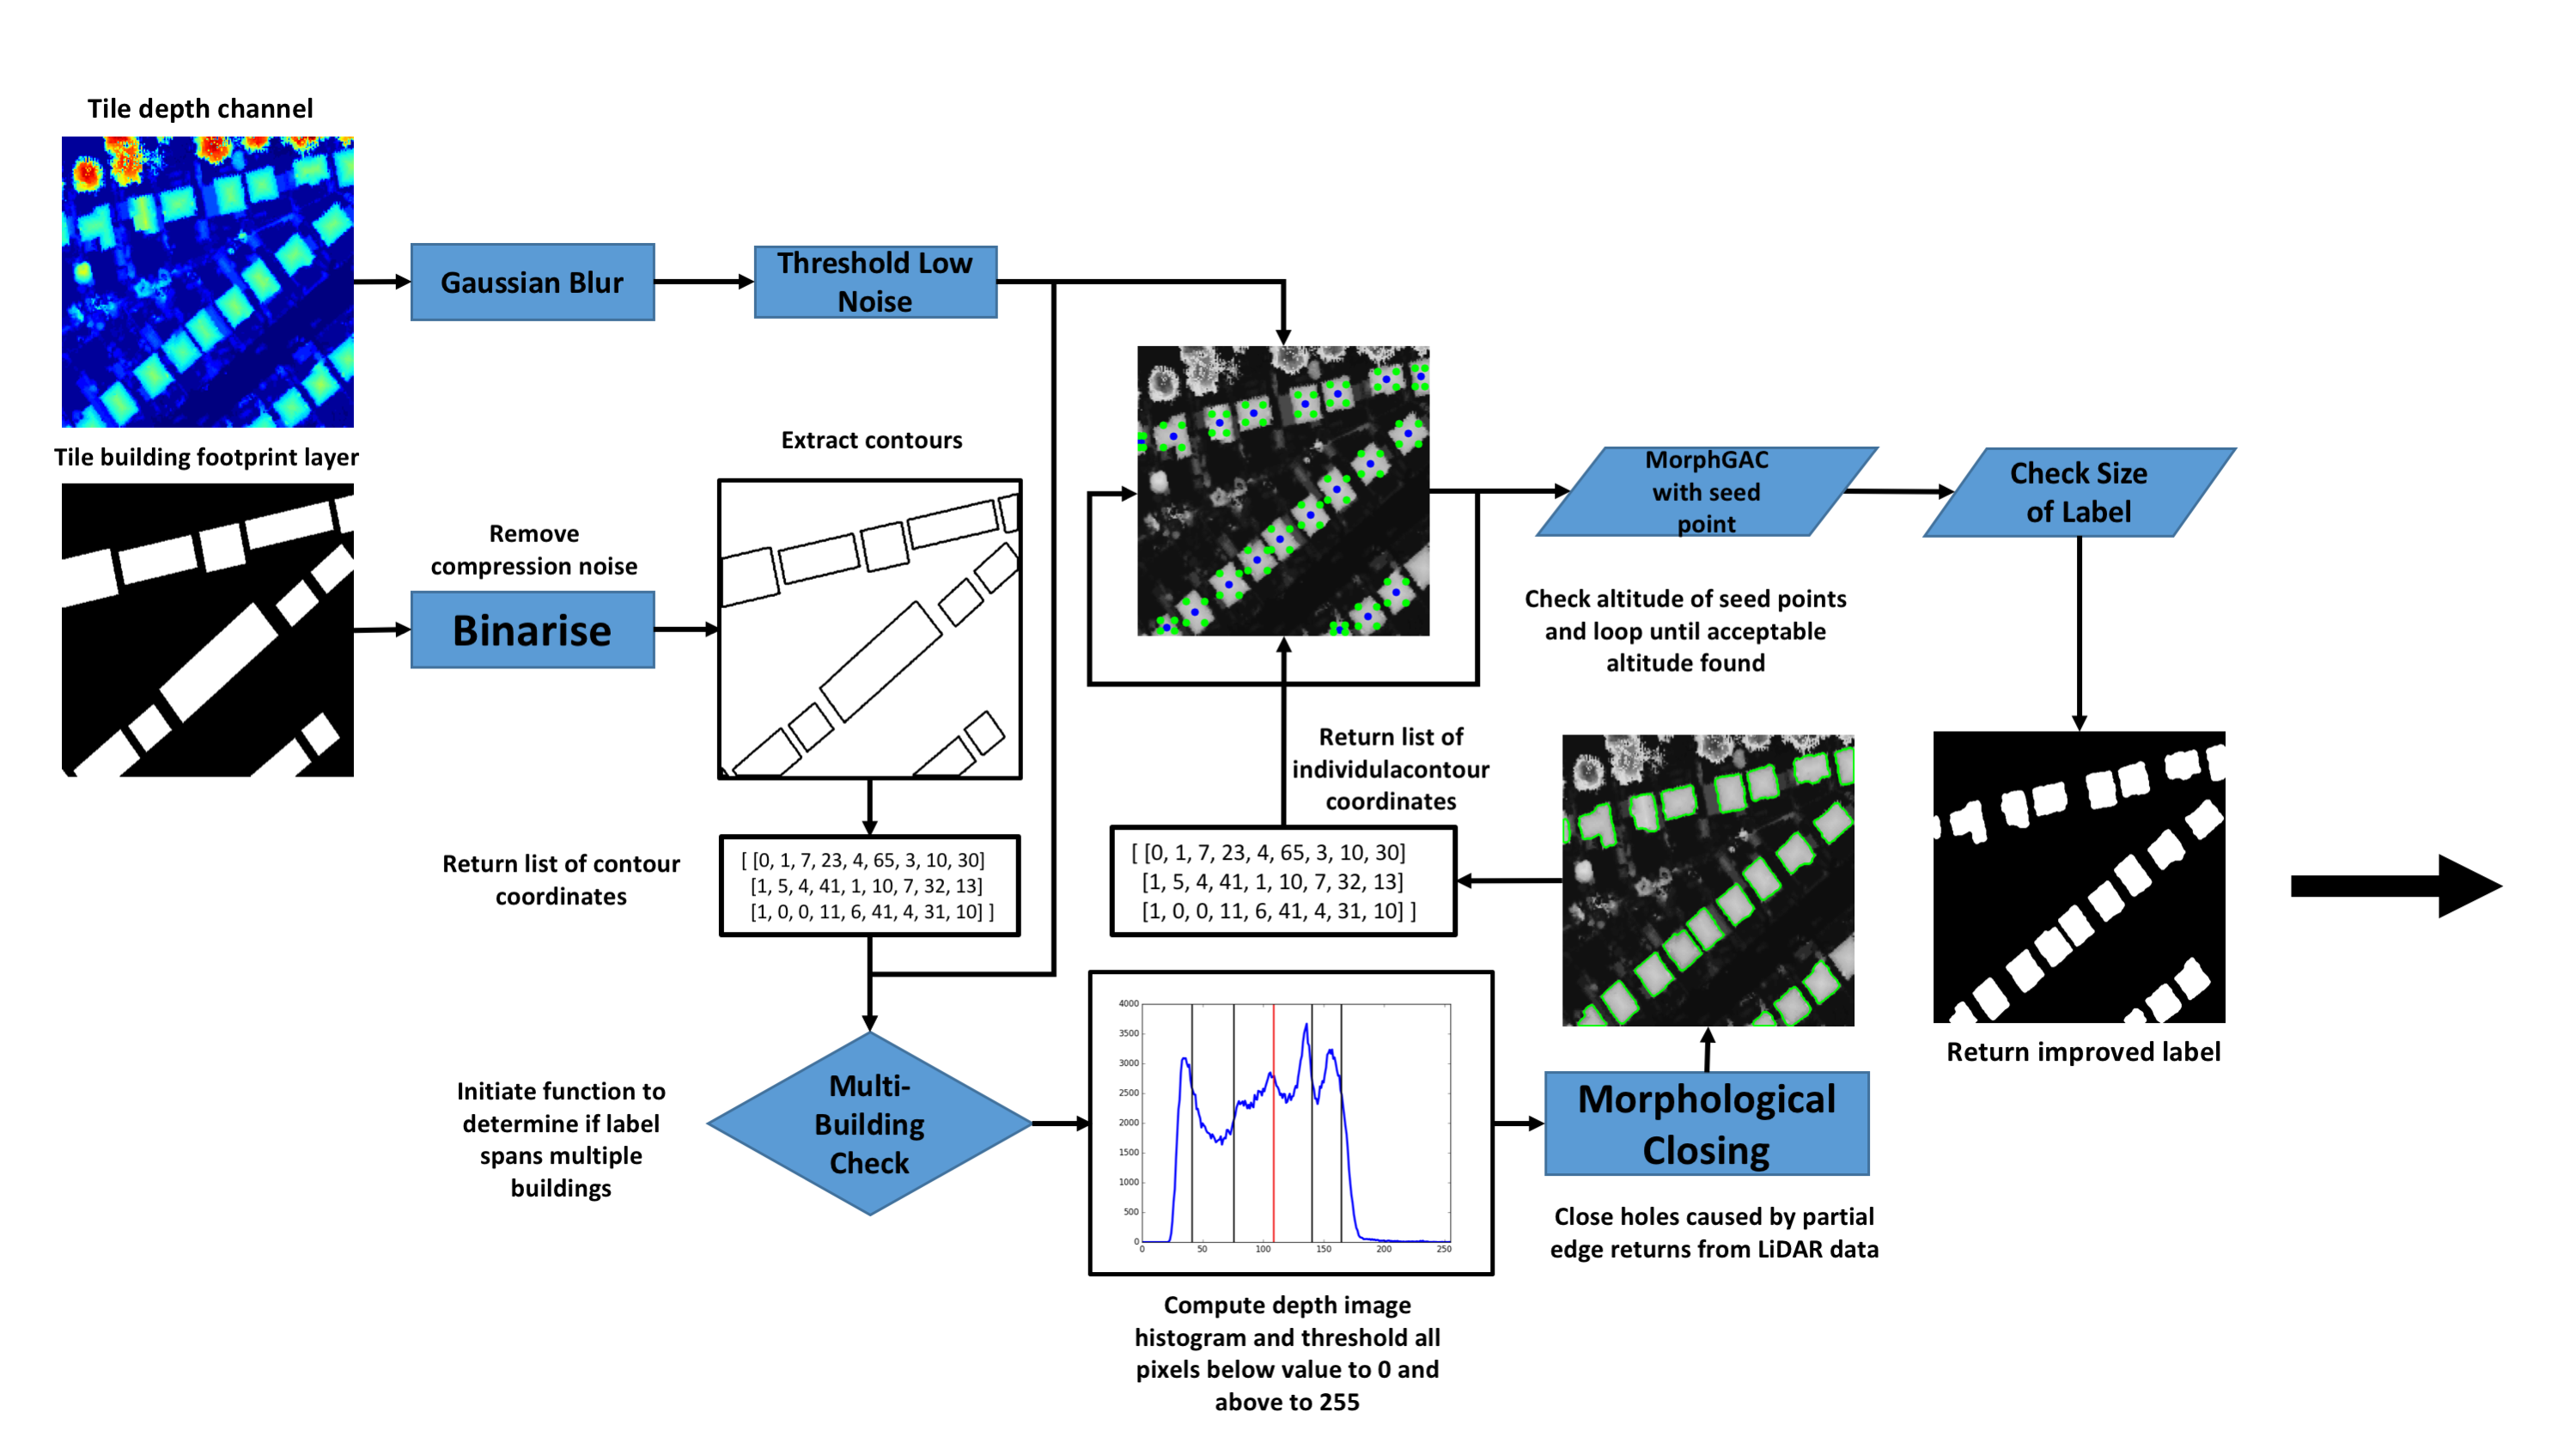 Tile depth channel
Gaussian Blur
Threshold Low
Noise
Tile building footprint layer
Remove
compression noise
Binarise
Extract contours
MorphGAC
with seed
point
Check Size
of Label
Check altitude of seed points
and loop until acceptable
altitude found
Return list of
individulacontour
coordinates
Return list of contour
coordinates
[ [0, 1, 7, 23, 4, 65, 3, 10, 30]
[1, 5, 4, 41, 1, 10, 7, 32, 13]
[1, 0, 0, 11, 6, 41, 4, 31, 10] ]
[ [0, 1, 7, 23, 4, 65, 3, 10, 30]
[1, 5, 4, 41, 1, 10, 7, 32, 13]
[1, 0, 0, 11, 6, 41, 4, 31, 10] ]
Return improved label
Initiate function to
determine if label
spans multiple
buildings
Multi-
Building
Check
4000
3500
3000
2500
2000
1500
1000
500
0
0 50 100 150 200 250
Morphological
Closing
Close holes caused by partial
edge returns from LiDAR data
Compute depth image
histogram and threshold all
pixels below value to 0 and
above to 255